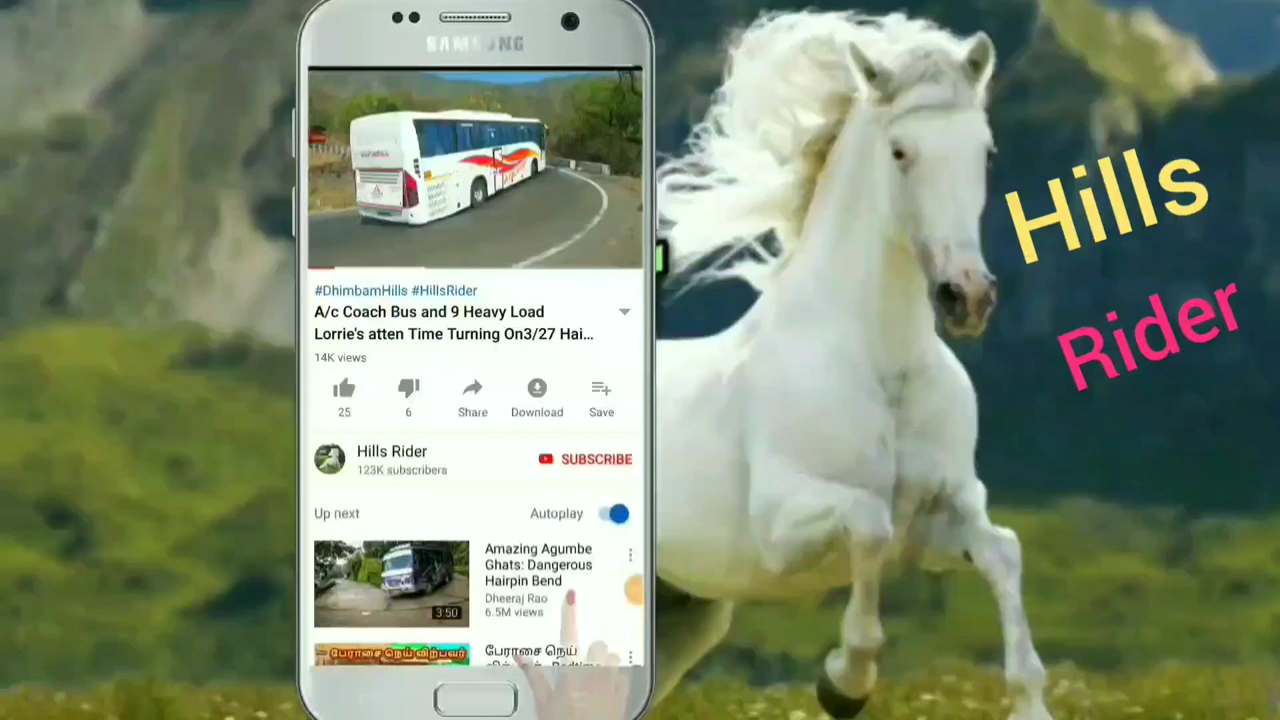 SAMSUNG
#DhimbamHills #HillsRider
A/c Coach Bus and 9 Heavy Load
Lorrie's atten Time Turning On3/27 Hai...
14K views
25
6
Share
Download
Save
Hills Rider
123K subscribers
SUBSCRIBE
Up next
Autoplay
Amazing Agumbe
Ghats: Dangerous
Hairpin Bend
Dheeraj Rao
6.5M views
3:50
பேராசை நெய் விற்பவர்
பேராசை நெய்
Hills
Rider